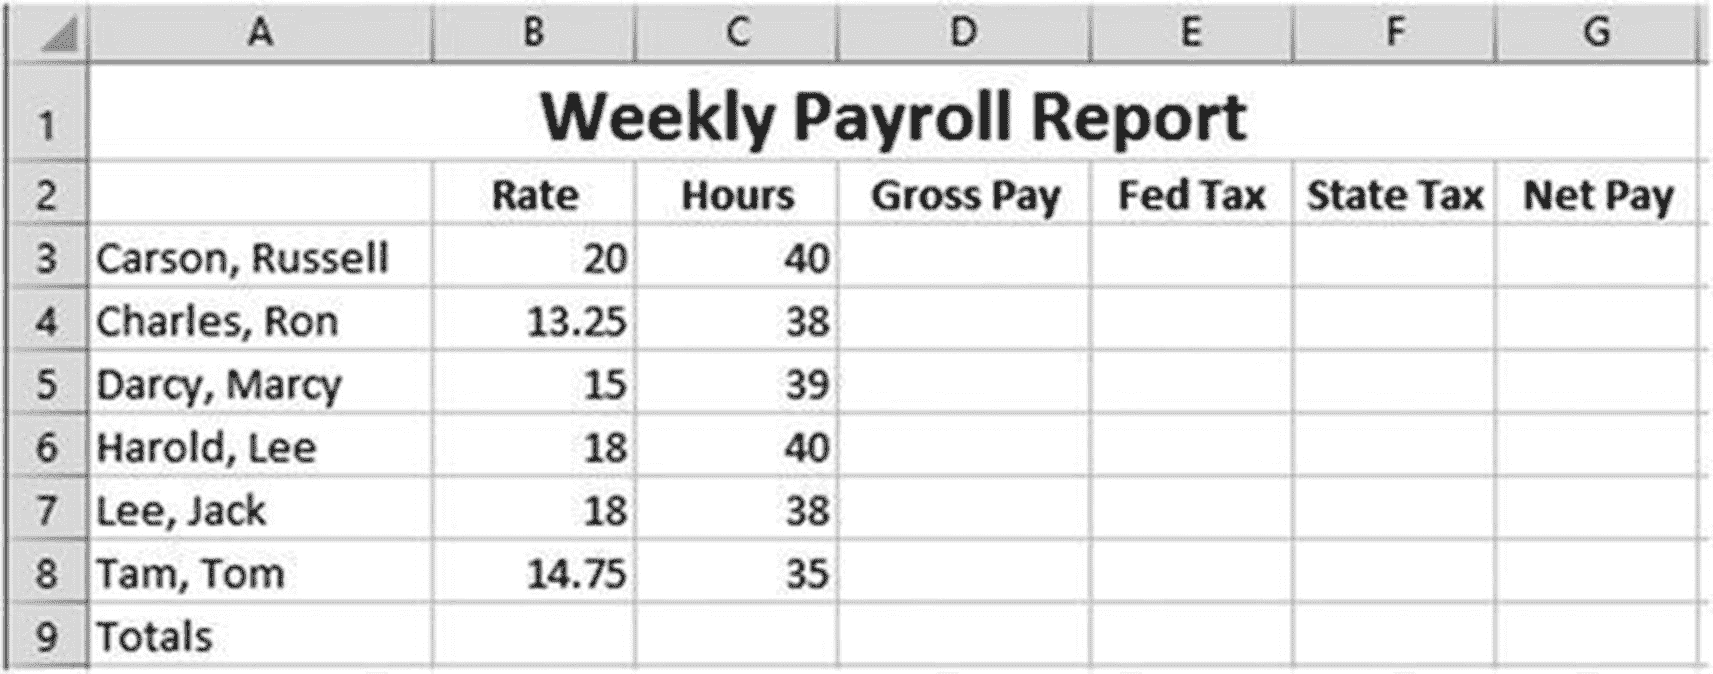 A B C D E F G
1 Weekly Payroll Report
2 Rate Hours Gross Pay Fed Tax State Tax Net Pay
3 Carson, Russell 20 40
4 Charles, Ron 13.25 38
5 Darcy, Marcy 15 39
6 Harold, Lee 18 40
7 Lee, Jack 18 38
8 Tam, Tom 14.75 35
9 Totals